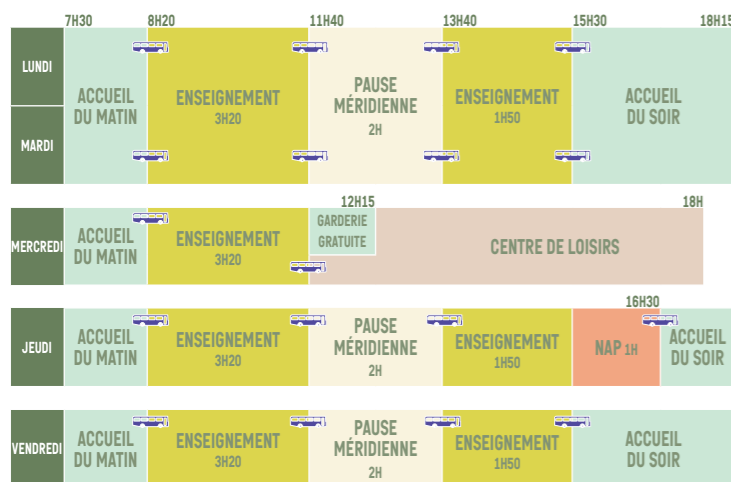 7H30 8H20 11H40 13H40 15H30 18H15
LUNDI
MARDI
ACCUEIL
DU MATIN
ENSEIGNEMENT
3H20
PAUSE
MÉRIDIENNE
2H
ENSEIGNEMENT
1H50
ACCUEIL
DU SOIR
12H15 18H
MERCREDI
ACCUEIL
DU MATIN
ENSEIGNEMENT
3H20
GARDERIE
GRATUITE
CENTRE DE LOISIRS
16H30
JEUDI
ACCUEIL
DU MATIN
ENSEIGNEMENT
3H20
PAUSE
MÉRIDIENNE
2H
ENSEIGNEMENT
1H50
NAP 1H
ACCUEIL
DU SOIR
VENDREDI
ACCUEIL
DU MATIN
ENSEIGNEMENT
3H20
PAUSE
MÉRIDIENNE
2H
ENSEIGNEMENT
1H50
ACCUEIL
DU SOIR